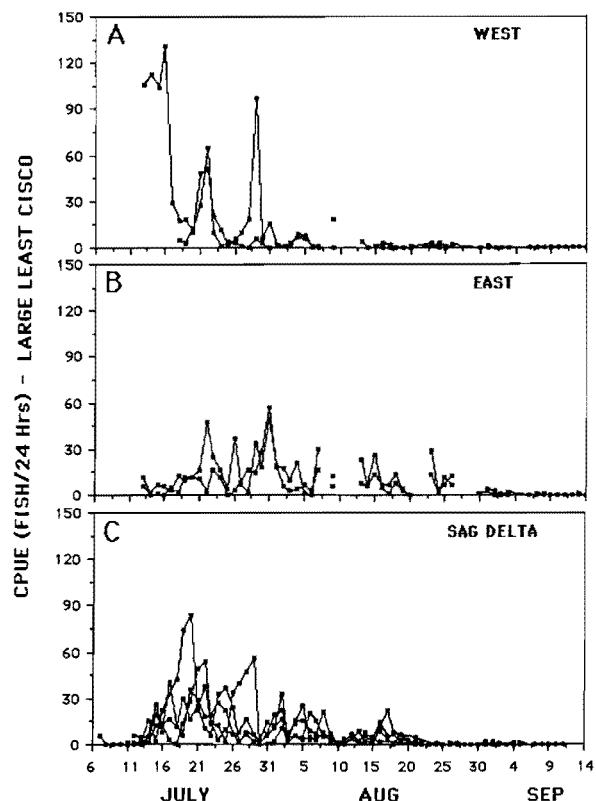 CPUE (FISH/24 Hrs) - LARGE LEAST CISCO
150
A
WEST
120
90
60
30
0
150
B
EAST
120
90
60
30
0
150
C
SAG DELTA
120
90
60
30
0
6 11 16 21 26 31 5 10 15 20 25 30 4 9 14
JULY AUG SEP